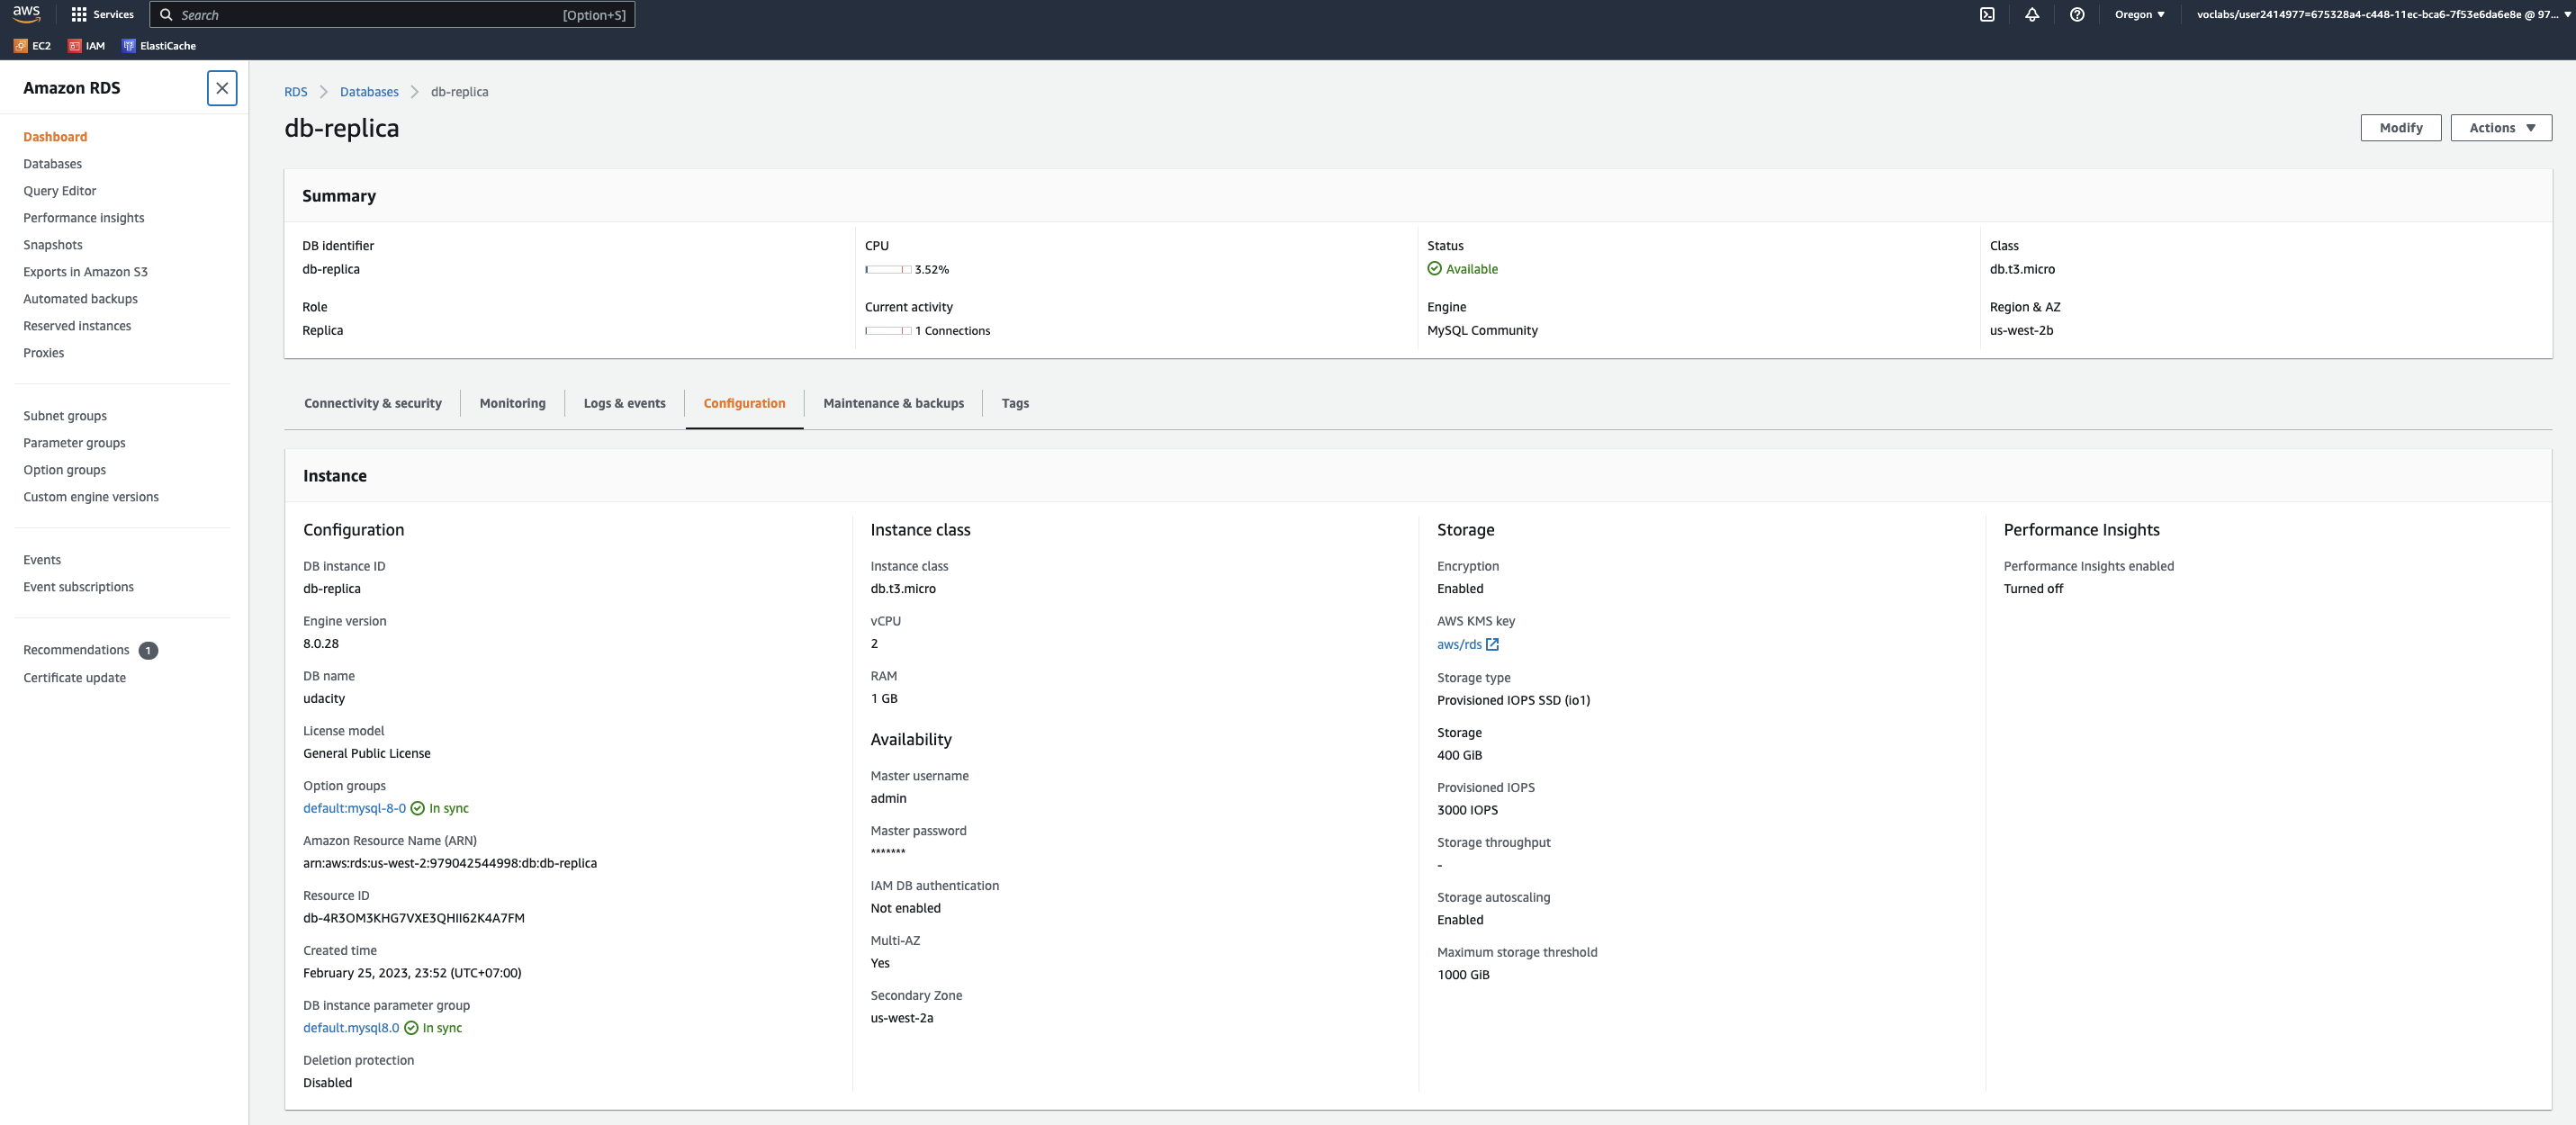 aws
Services
Search
[Option+S]
Oregon
voclabs/user2414977=675328a4-c448-11ec-bca6-7f53e6da6e8e @ 97...
EC2
IAM
ElastiCache
Amazon RDS
Dashboard
Databases
Query Editor
Performance insights
Snapshots
Exports in Amazon S3
Automated backups
Reserved instances
Proxies
Subnet groups
Parameter groups
Option groups
Custom engine versions
Events
Event subscriptions
Recommendations 1
Certificate update
RDS
Databases
db-replica
db-replica
Modify
Actions
Summary
DB identifier
db-replica
Role
Replica
CPU
3.52%
Current activity
1 Connections
Status
Available
Engine
MySQL Community
Class
db.t3.micro
Region & AZ
us-west-2b
Connectivity & security
Monitoring
Logs & events
Configuration
Maintenance & backups
Tags
Instance
Configuration
DB instance ID
db-replica
Engine version
8.0.28
DB name
udacity
License model
General Public License
Option groups
default:mysql-8-0 In sync
Amazon Resource Name (ARN)
arn:aws:rds:us-west-2:979042544998:db:db-replica
Resource ID
db-4R3OM3KHG7VXE3QHII62K4A7FM
Created time
February 25, 2023, 23:52 (UTC+07:00)
DB instance parameter group
default.mysql8.0 In sync
Deletion protection
Disabled
Instance class
Instance class
db.t3.micro
vCPU
2
RAM
1 GB
Availability
Master username
admin
Master password
*******
IAM DB authentication
Not enabled
Multi-AZ
Yes
Secondary Zone
us-west-2a
Storage
Encryption
Enabled
AWS KMS key
aws/rds
Storage type
Provisioned IOPS SSD (io1)
Storage
400 GiB
Provisioned IOPS
3000 IOPS
Storage throughput
-
Storage autoscaling
Enabled
Maximum storage threshold
1000 GiB
Performance Insights
Performance Insights enabled
Turned off